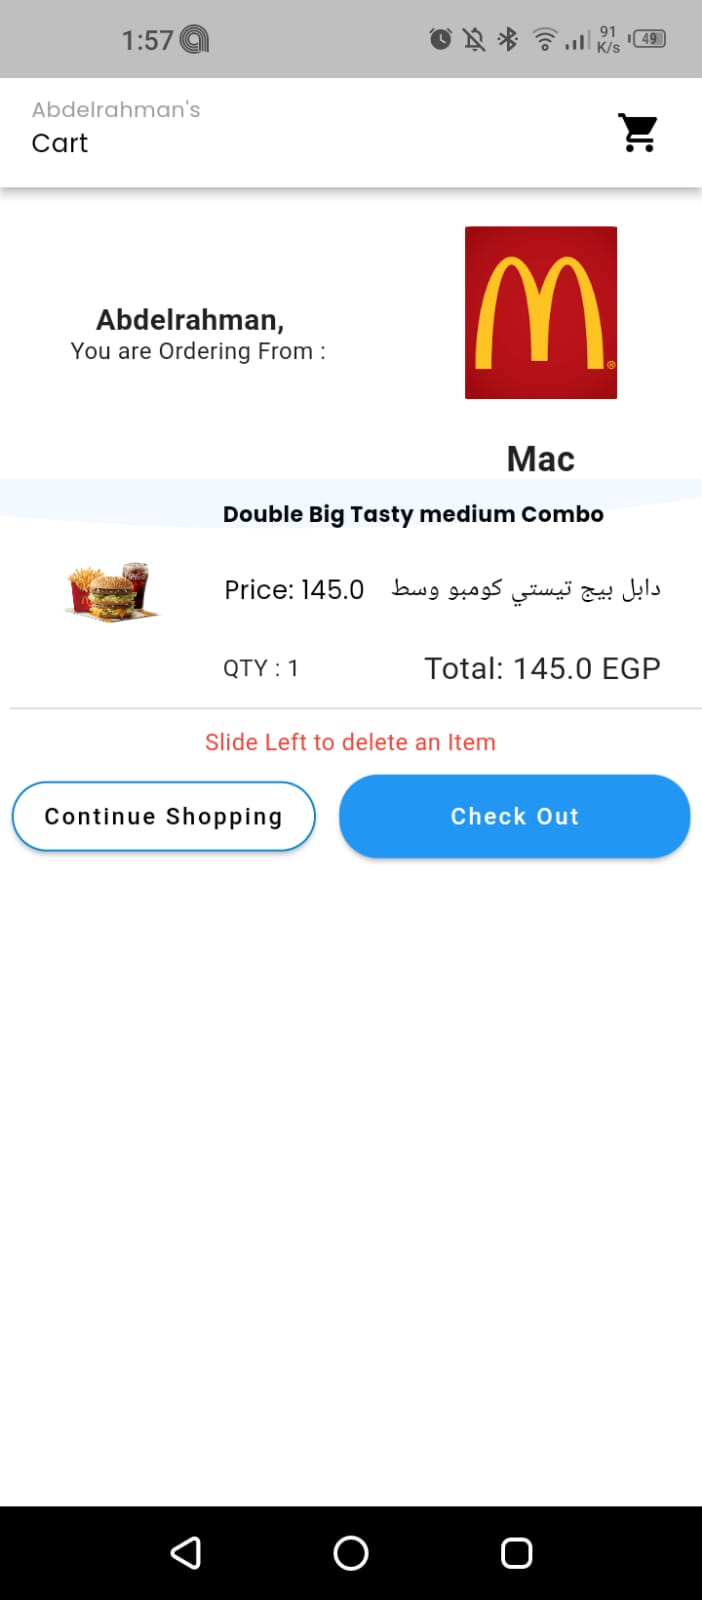 1:57
91
K/s
49
Abdelrahman's
Cart
Abdelrahman,
You are Ordering From :
Mac
Double Big Tasty medium Combo
Price: 145.0 دابل بيج تيستي كومبو وسط
QTY : 1 Total: 145.0 EGP
Slide Left to delete an Item
Continue Shopping Check Out